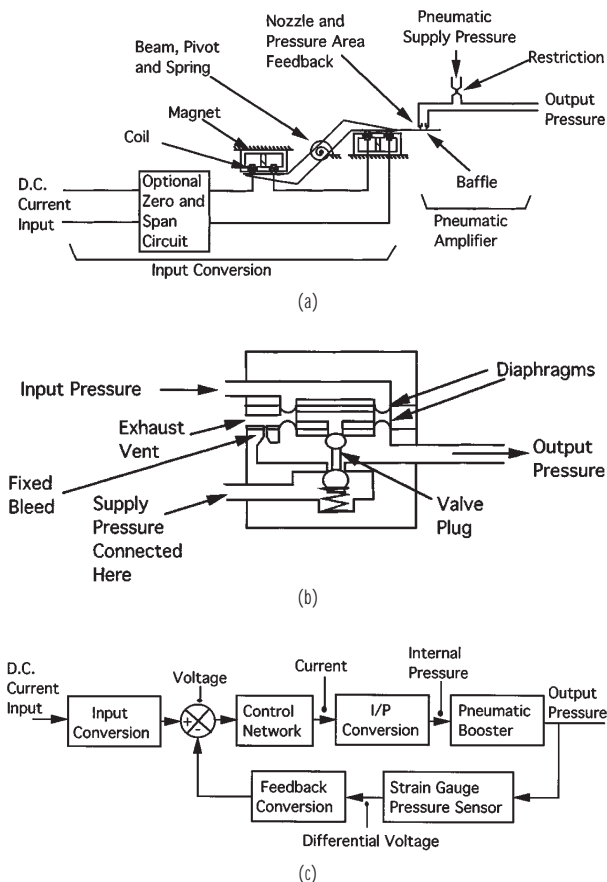 Nozzle and
Pressure Area
Feedback
Pneumatic
Supply Pressure
Restriction
Beam, Pivot
and Spring
Output
Pressure
Magnet
Coil
D.C.
Current
Input
Optional
Zero and
Span
Circuit
Baffle
Pneumatic
Amplifier
Input Conversion
N
N
(a)
Input Pressure
Diaphragms
Exhaust
Vent
Output
Pressure
Fixed
Bleed
Supply
Pressure
Connected
Here
Valve
Plug
(b)
D.C.
Current
Input
Voltage
Current
Internal
Pressure
Output
Pressure
Input
Conversion
+
-
Control
Network
I/P
Conversion
Pneumatic
Booster
Feedback
Conversion
Strain Gauge
Pressure Sensor
Differential Voltage
(c)